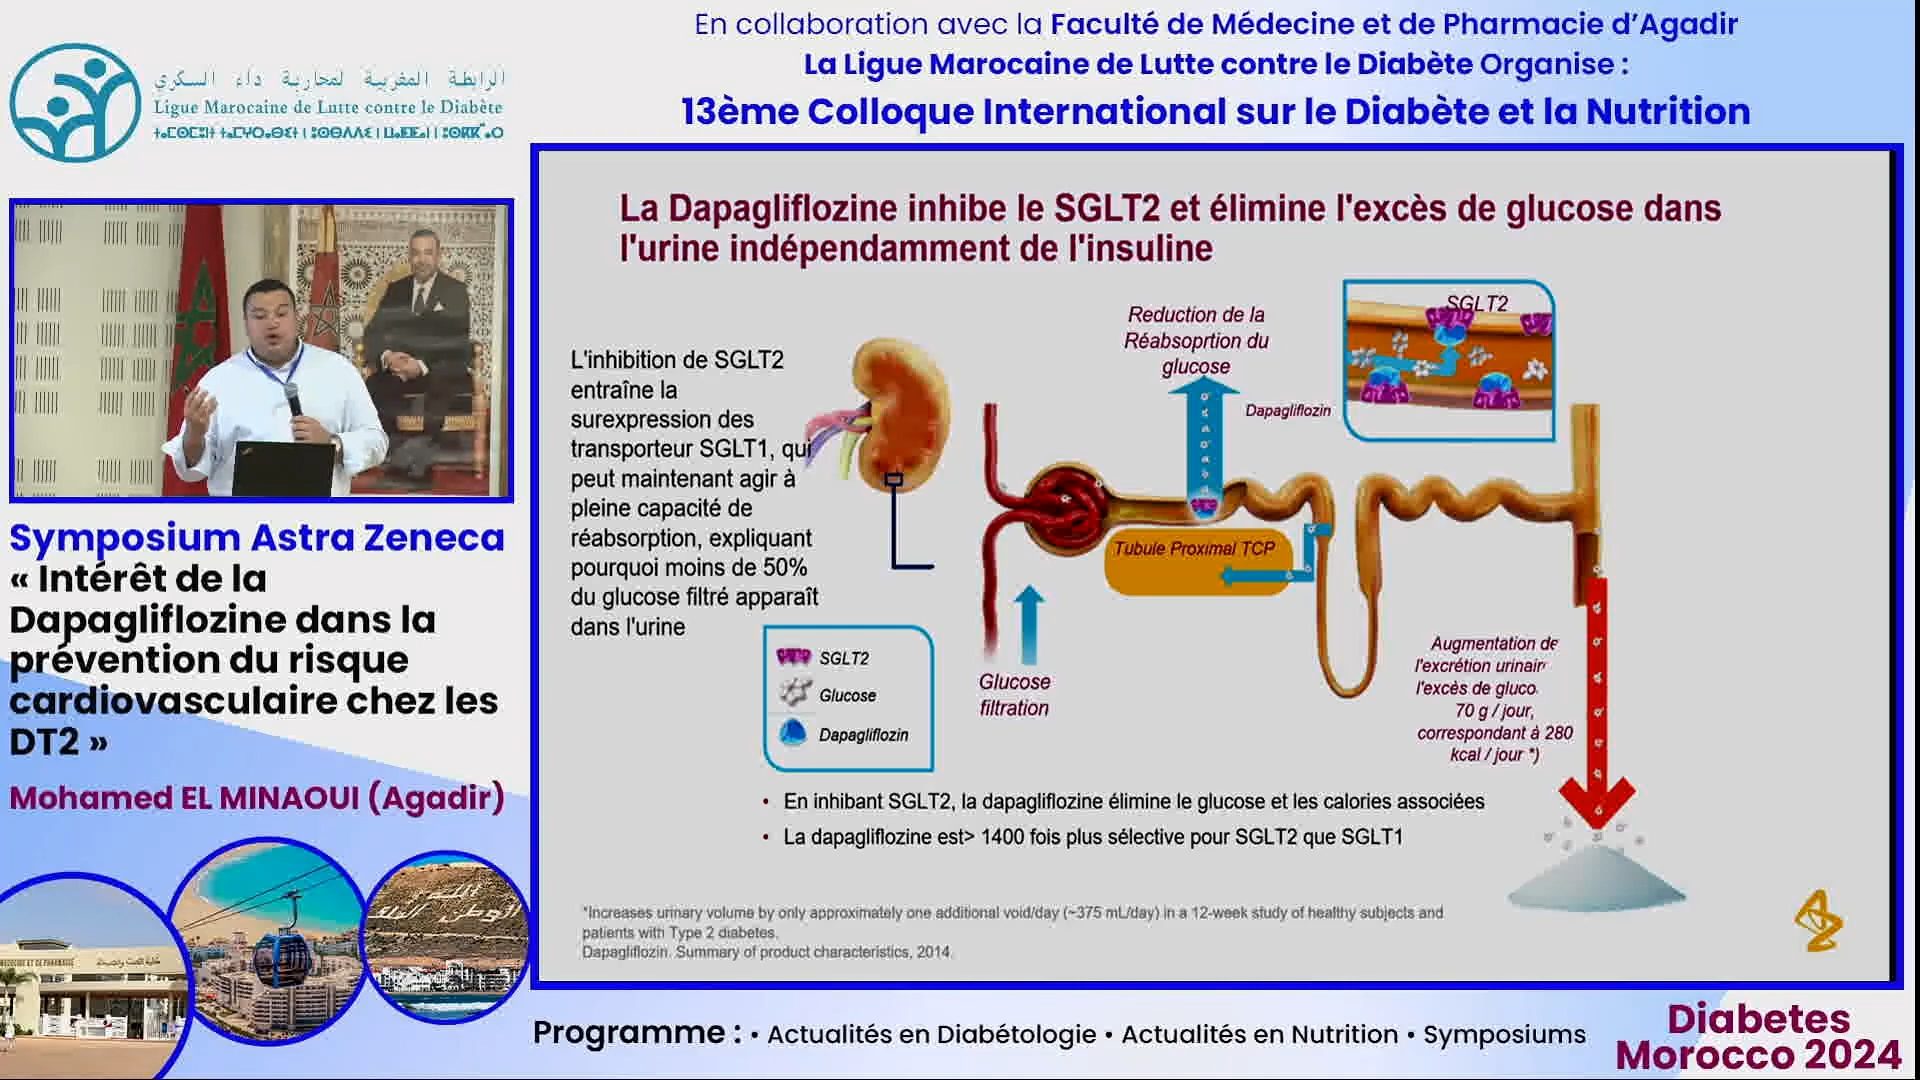 En collaboration avec la Faculté de Médecine et de Pharmacie d’Agadir
La Ligue Marocaine de Lutte contre le Diabète Organise :
13ème Colloque International sur le Diabète et la Nutrition
الرابطة المغربية لمحاربة داء السكري
Ligue Marocaine de Lutte contre le Diabète
Symposium Astra Zeneca
« Intérêt de la
Dapagliflozine dans la
prévention du risque
cardiovasculaire chez les
DT2 »
Mohamed EL MINAOUI (Agadir)
La Dapagliflozine inhibe le SGLT2 et élimine l'excès de glucose dans
l'urine indépendamment de l'insuline
L'inhibition de SGLT2
entraîne la
surexpression des
transporteur SGLT1, qui
peut maintenant agir à
pleine capacité de
réabsorption, expliquant
pourquoi moins de 50%
du glucose filtré apparaît
dans l'urine
Reduction de la
Réabsoprtion du
glucose
SGLT2
Dapagliflozin
Tubule Proximal TCP
Glucose
filtration
SGLT2
Glucose
Dapagliflozin
Augmentation de
l'excrétion urinair
l'excès de gluco
70 g / jour,
correspondant à 280
kcal / jour *)
• En inhibant SGLT2, la dapagliflozine élimine le glucose et les calories associées
• La dapagliflozine est> 1400 fois plus sélective pour SGLT2 que SGLT1
*Increases urinary volume by only approximately one additional void/day (~375 mL/day) in a 12-week study of healthy subjects and
patients with Type 2 diabetes.
Dapagliflozin. Summary of product characteristics, 2014.
Programme : • Actualités en Diabétologie • Actualités en Nutrition • Symposiums
Diabetes
Morocco 2024